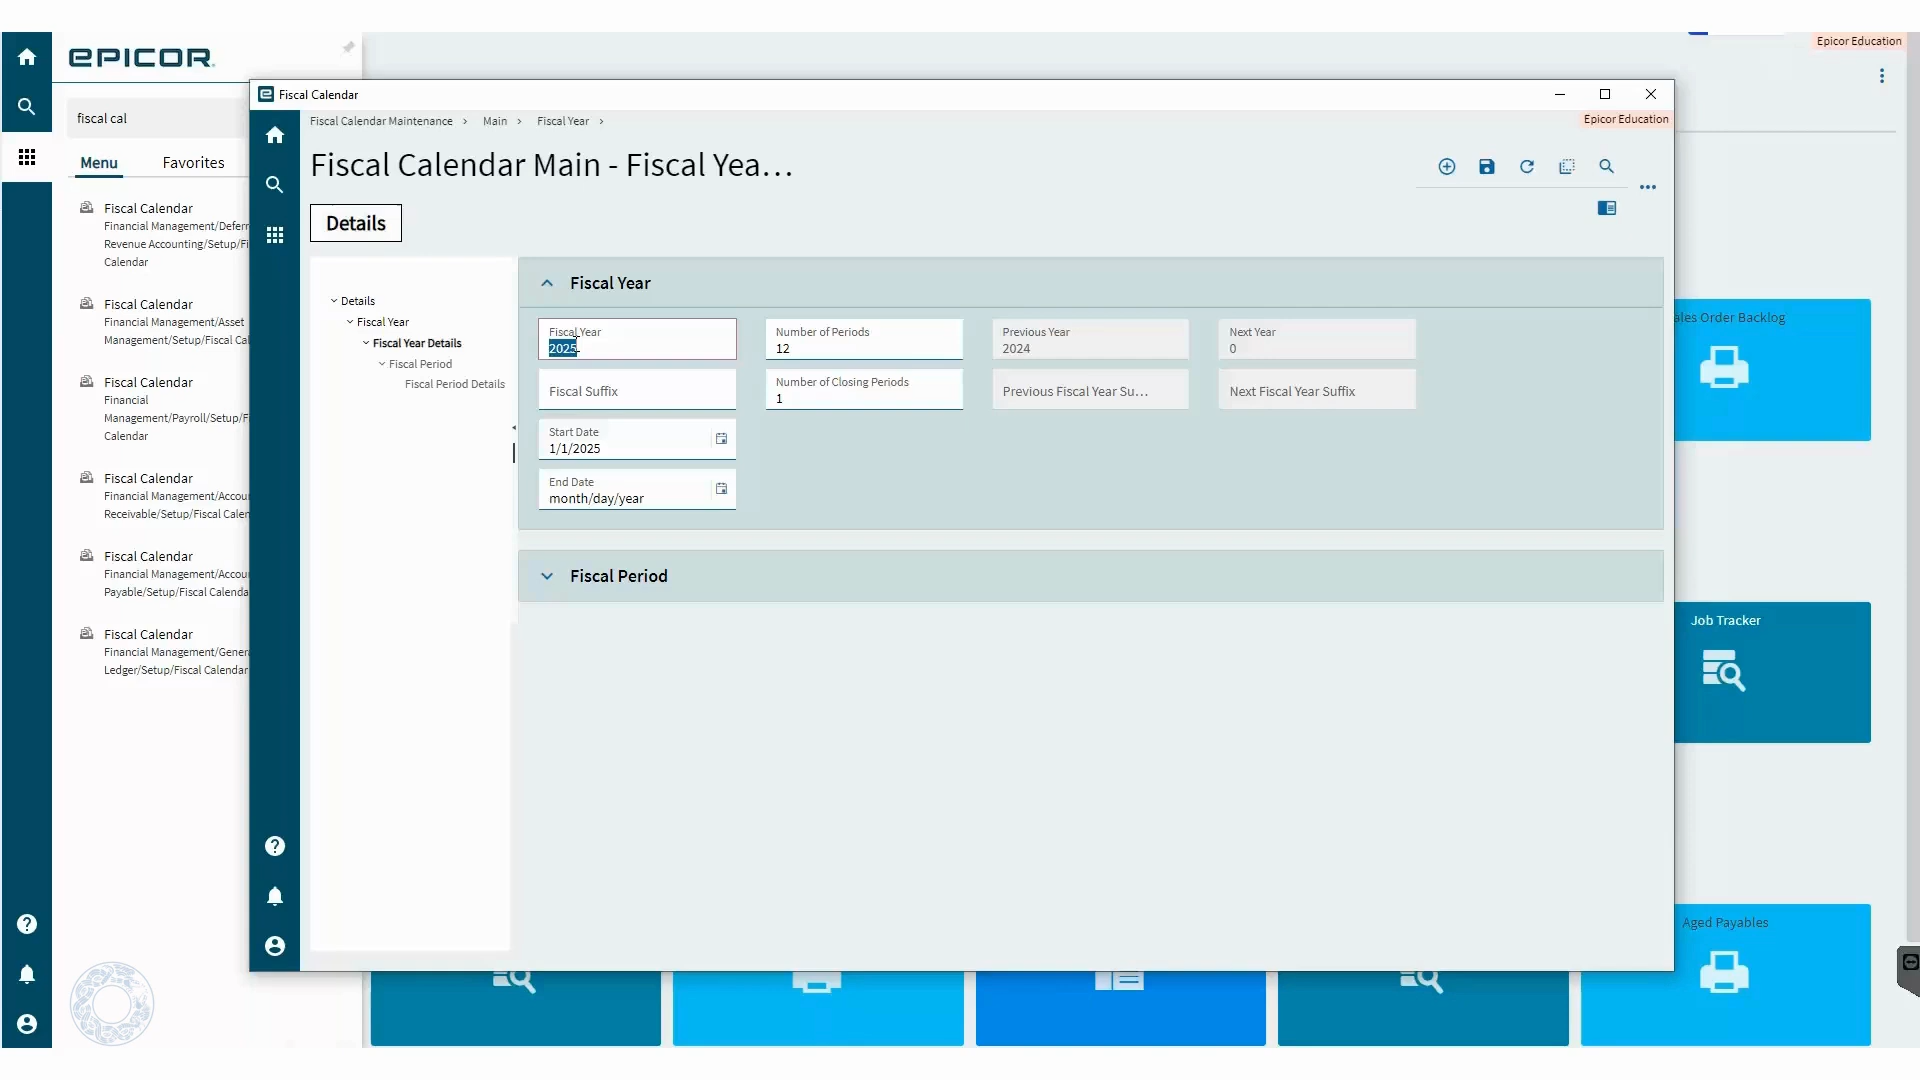 Epicor Education
EPICOR
fiscal cal
Menu
Favorites
Fiscal Calendar
Financial Management/Deferr
Revenue Accounting/Setup/Fi
Calendar
Fiscal Calendar
Financial Management/Asset
Management/Setup/Fiscal Cal
Fiscal Calendar
Financial
Management/Payroll/Setup/F
Calendar
Fiscal Calendar
Financial Management/Accou
Receivable/Setup/Fiscal Calen
Fiscal Calendar
Financial Management/Accou
Payable/Setup/Fiscal Calenda
Fiscal Calendar
Financial Management/Gener
Ledger/Setup/Fiscal Calendar
Fiscal Calendar
Fiscal Calendar Maintenance > Main > Fiscal Year >
Epicor Education
Fiscal Calendar Main - Fiscal Yea...
Details
Details
Fiscal Year
Fiscal Year Details
Fiscal Period
Fiscal Period Details
Fiscal Year
Fiscal Year
2025
Number of Periods
12
Previous Year
2024
Next Year
0
Fiscal Suffix
Number of Closing Periods
1
Previous Fiscal Year Su...
Next Fiscal Year Suffix
Start Date
1/1/2025
End Date
month/day/year
Fiscal Period
ales Order Backlog
Job Tracker
Aged Payables